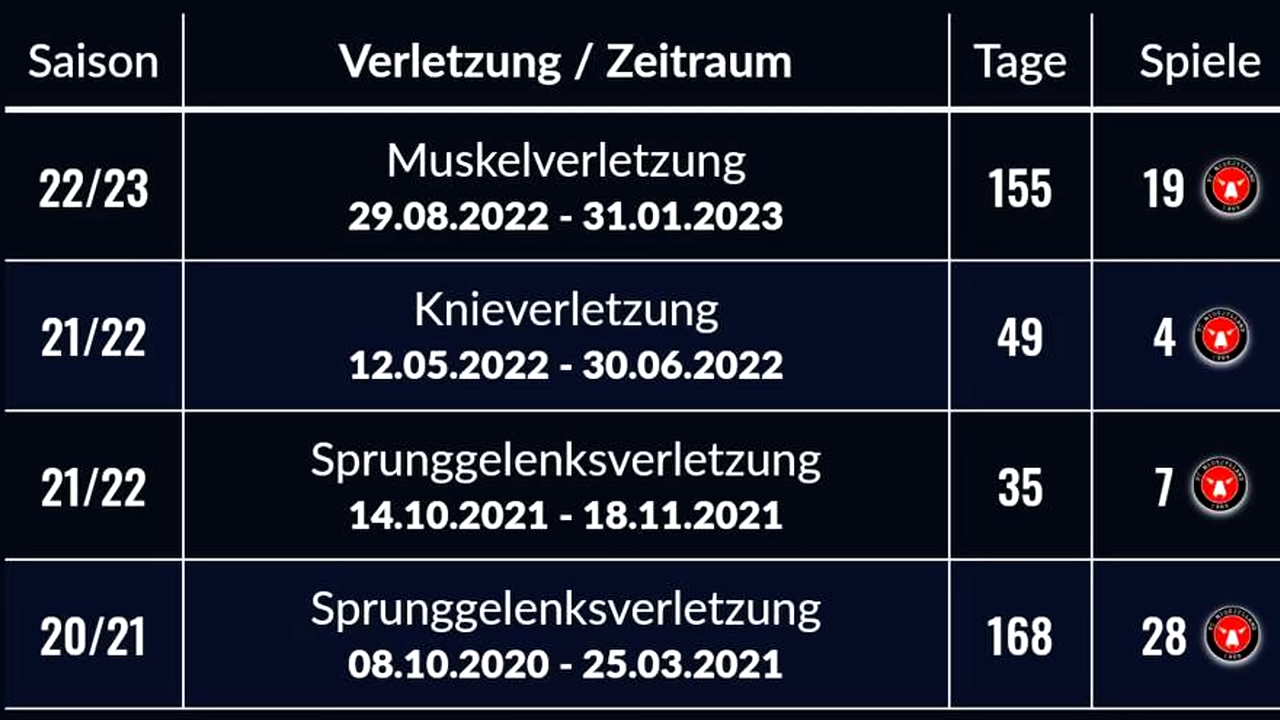 Saison Verletzung / Zeitraum Tage Spiele
Muskelverletzung
22/23 155 19
29.08.2022 - 31.01.2023
Knieverletzung
21/22 49 4
12.05.2022 - 30.06.2022
Sprunggelenksverletzung
21/22 35 7
14.10.2021 - 18.11.2021
Sprunggelenksverletzung
20/21 168 28
08.10.2020 - 25.03.2021